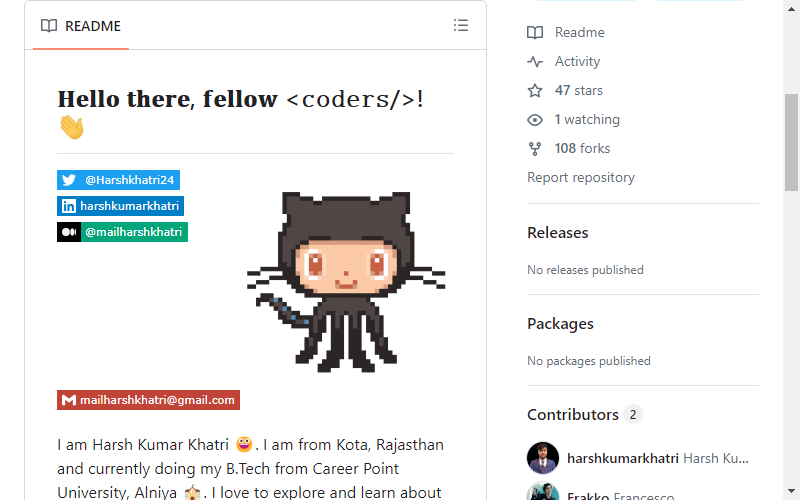 README
Hello there, fellow <coders/>!
👋
@Harshkhatri24
harshkumarkhatri
@mailharshkhatri
mailharshkhatri@gmail.com
I am Harsh Kumar Khatri 😀. I am from Kota, Rajasthan
and currently doing my B.Tech from Career Point
University, Alniya 🏫. I love to explore and learn about
Readme
Activity
47 stars
1 watching
108 forks
Report repository
Releases
No releases published
Packages
No packages published
Contributors 2
harshkumarkhatri Harsh Ku...
Frakko Francesco